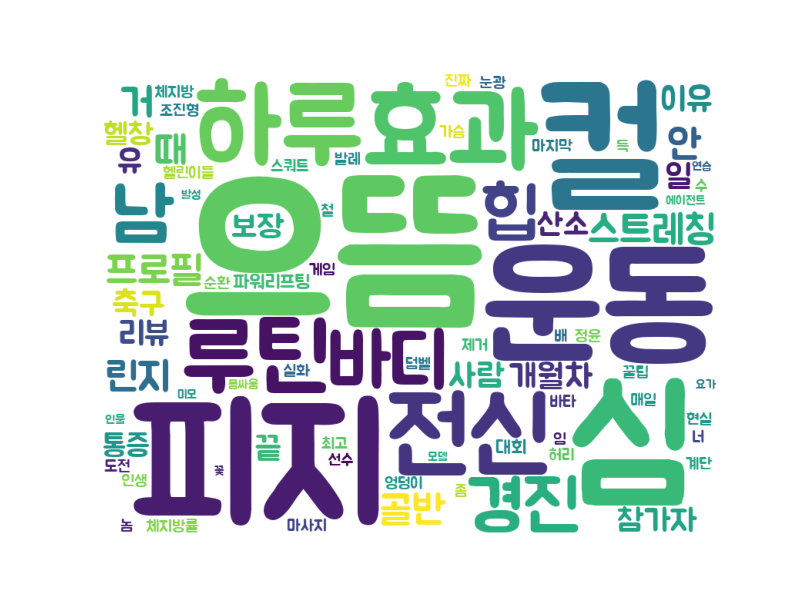 진짜 눈광
거 체지방 하루 효과 컬 이유
조진형
헬창 가슴
유 때 발레 마지막 득 안
헬린이들 스쿼트 일 연습
남 발성 으뜸 힙 수
에이전트
보장 철 산소 스트레칭
프로필 게임 운동
순환 파워리프팅
축구
리뷰 루틴 바디 제거 배 정윤
린지 실화 덤벨 사람 개월차 꿀팁
미모 몸싸움 요가
피지 전신 심 바타 매일
인물 현실
통증 끝 최고 대회 임 너
도전 선수 모델 허리 계단
인생 꽃 엉덩이 좀 경진
골반 참가자
놈 체지방률 마사지